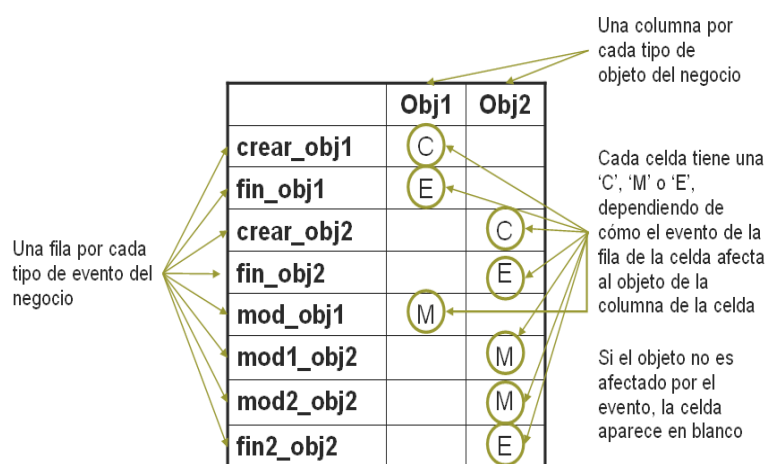 Una columna por
cada tipo de
objeto del negocio
Obj1 Obj2
crear_obj1 C
fin_obj1 E
crear_obj2 C
fin_obj2 E
mod_obj1 M
mod1_obj2 M
mod2_obj2 M
fin2_obj2 E
Una fila por cada
tipo de evento del
negocio
Cada celda tiene una
‘C’, ‘M’ o ‘E’,
dependiendo de
cómo el evento de la
fila de la celda afecta
al objeto de la
columna de la celda
Si el objeto no es
afectado por el
evento, la celda
aparece en blanco